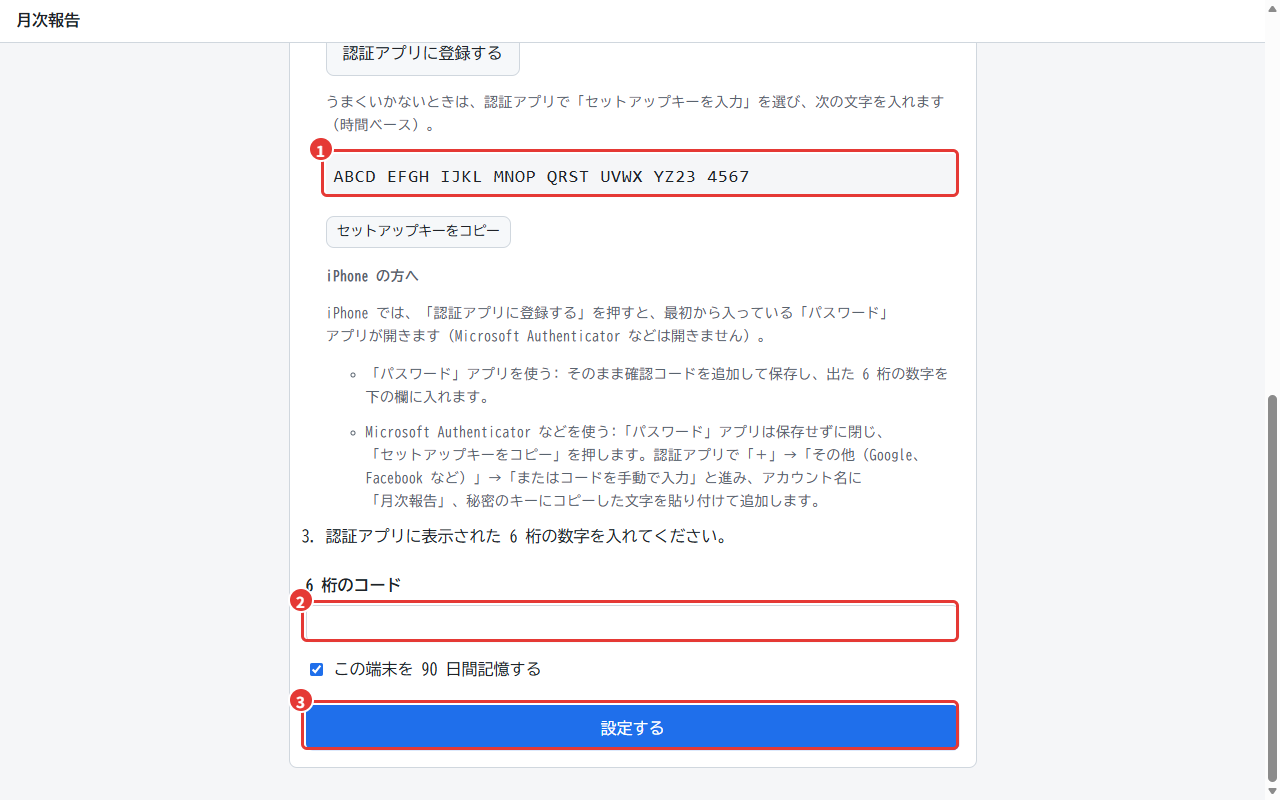 月次報告
認証アプリに登録する
うまくいかないときは、認証アプリで「セットアップキーを入力」を選び、次の文字を入れます
（時間ベース）。
1
ABCD EFGH IJKL MNOP QRST UVWX YZ23 4567
セットアップキーをコピー
iPhone の方へ
iPhone では、「認証アプリに登録する」を押すと、最初から入っている「パスワード」
アプリが開きます（Microsoft Authenticator などは開きません）。
「パスワード」アプリを使う: そのまま確認コードを追加して保存し、出た 6 桁の数字を
下の欄に入れます。
Microsoft Authenticator などを使う:「パスワード」アプリは保存せずに閉じ、
「セットアップキーをコピー」を押します。認証アプリで「＋」→「その他（Google、
Facebook など）」→「またはコードを手動で入力」と進み、アカウント名に
「月次報告」、秘密のキーにコピーした文字を貼り付けて追加します。
3. 認証アプリに表示された 6 桁の数字を入れてください。
6 桁のコード
2
この端末を 90 日間記憶する
3
設定する